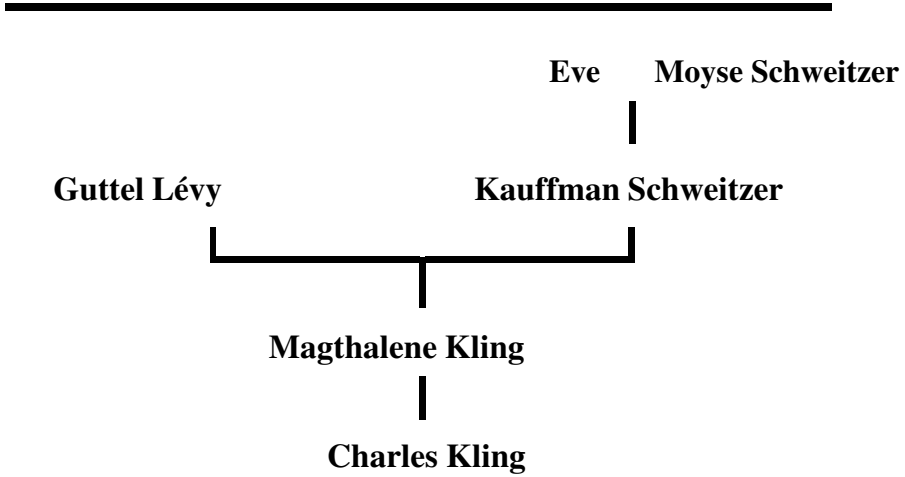 Eve Moyse Schweitzer
Guttel Lévy Kauffman Schweitzer
Magthalene Kling
Charles Kling